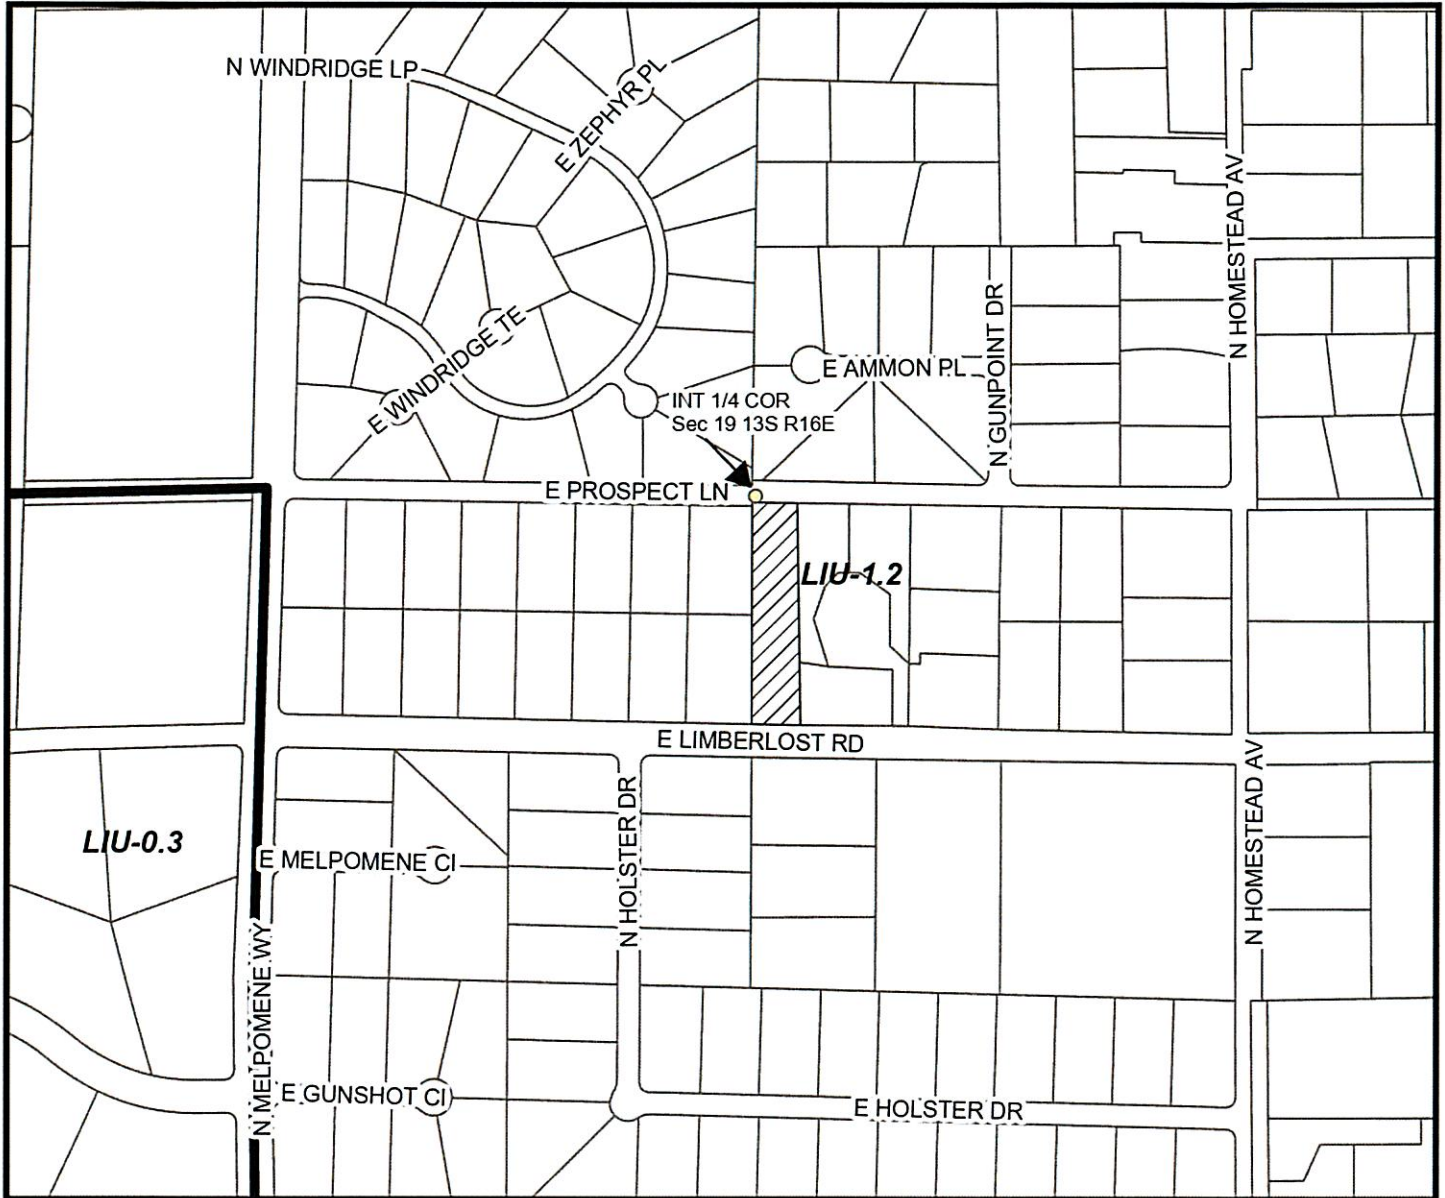 N WINDRIDGE LP
E ZEPHYR PL
N HOMESTEAD AV
E WINDRIDGE TE
E AMMON PL
N GUNPOINT DR
INT 1/4 COR
Sec 19 13S R16E
E PROSPECT LN
LIU-1.2
E LIMBERLOST RD
LIU-0.3
E MELPOMENE CI
N HOLSTER DR
N HOMESTEAD AV
N MELPOMENE WY
E GUNSHOT CI
E HOLSTER DR